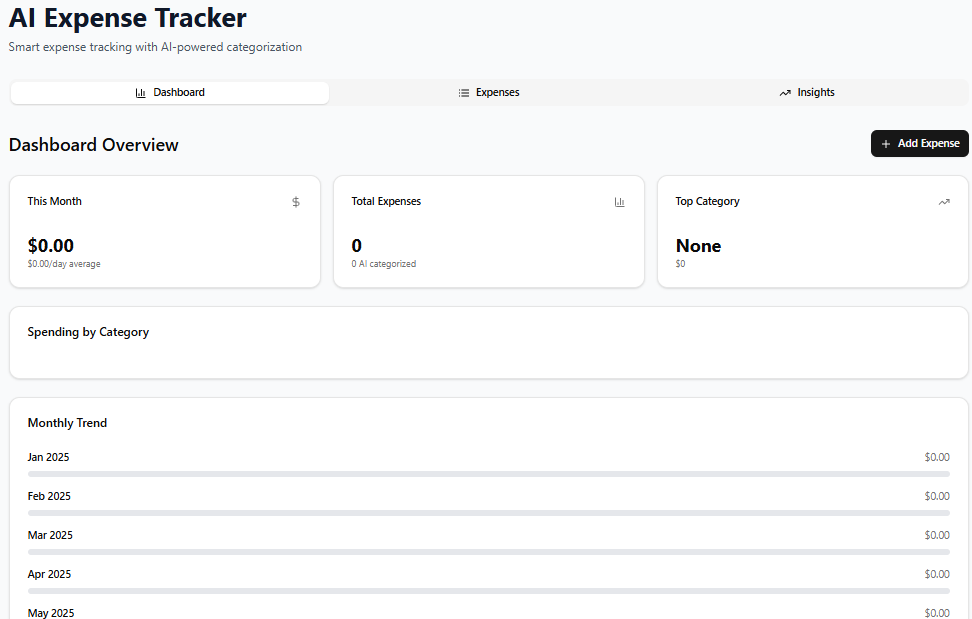 AI Expense Tracker
Smart expense tracking with AI-powered categorization
Dashboard
Expenses
Insights
Dashboard Overview
+ Add Expense
This Month
$
$0.00
$0.00/day average
Total Expenses
0
0 AI categorized
Top Category
None
$0
Spending by Category
Monthly Trend
Jan 2025 $0.00
Feb 2025 $0.00
Mar 2025 $0.00
Apr 2025 $0.00
May 2025 $0.00